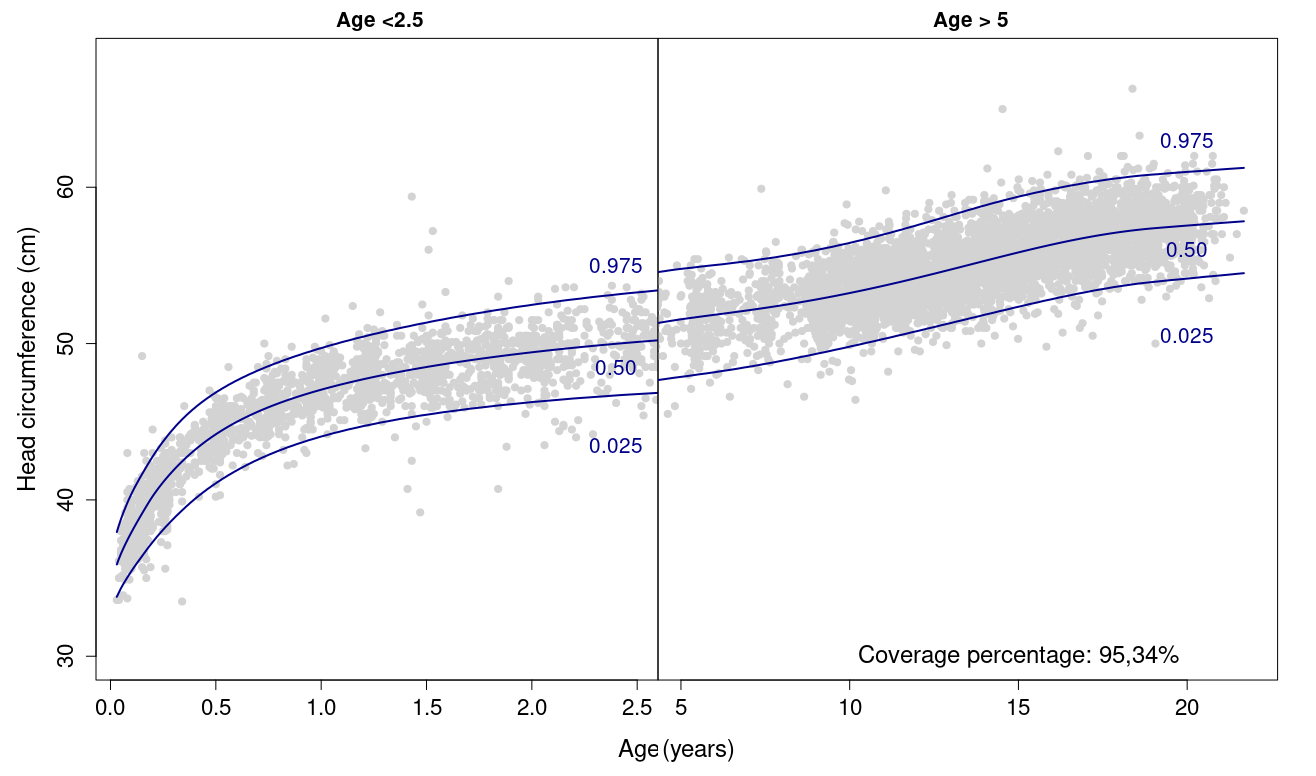 Age <2.5
Age > 5
Head circumference (cm)
60
50
40
30
0.975
0.50
0.025
0.975
0.50
0.025
Coverage percentage: 95,34%
0.0 0.5 1.0 1.5 2.0 2.5 5 10 15 20
Age (years)